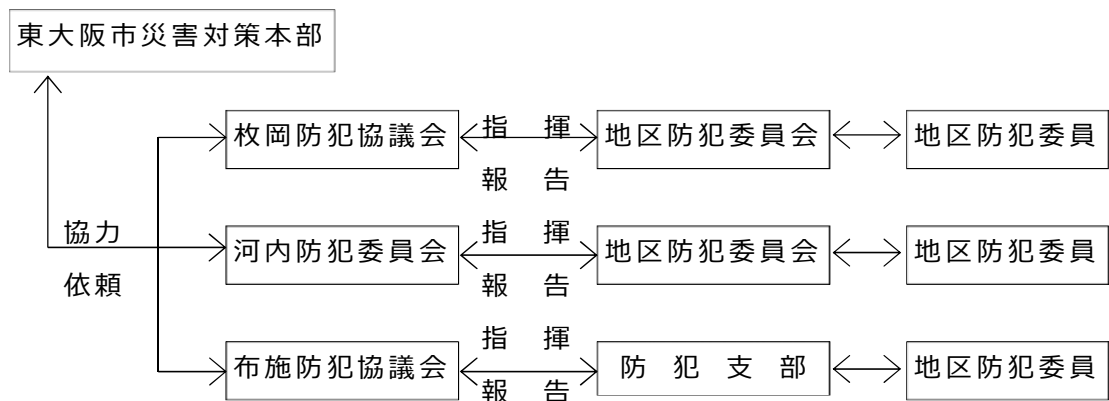 東大阪市災害対策本部
枚岡防犯協議会 指揮 地区防犯委員会 地区防犯委員
報告
協力 河内防犯委員会 指揮 地区防犯委員会 地区防犯委員
依頼 報告
布施防犯協議会 指揮 防犯支部 地区防犯委員
報告